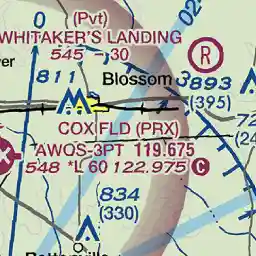 0
(Pvt)
WHITAKER'S LANDING
545 - 30
R
811
Blossom
3893
(395)
COX FLD (PRX)
AWOS-3PT 119.675
548 *L 60 122.975 C
834
(330)